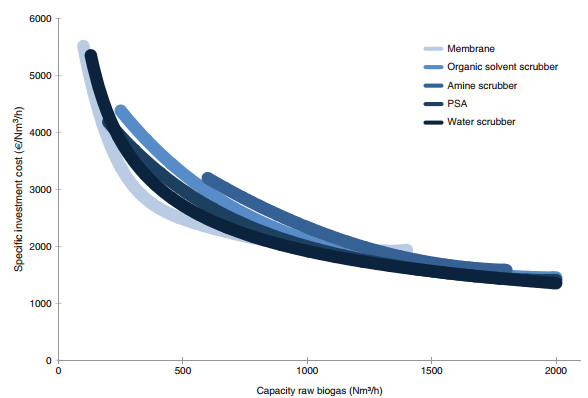 6000
5000
4000
3000
2000
1000
0
Specific investment cost (€/Nm³/h)
Membrane
Organic solvent scrubber
Amine scrubber
PSA
Water scrubber
0 500 1000 1500 2000
Capacity raw biogas (Nm³/h)